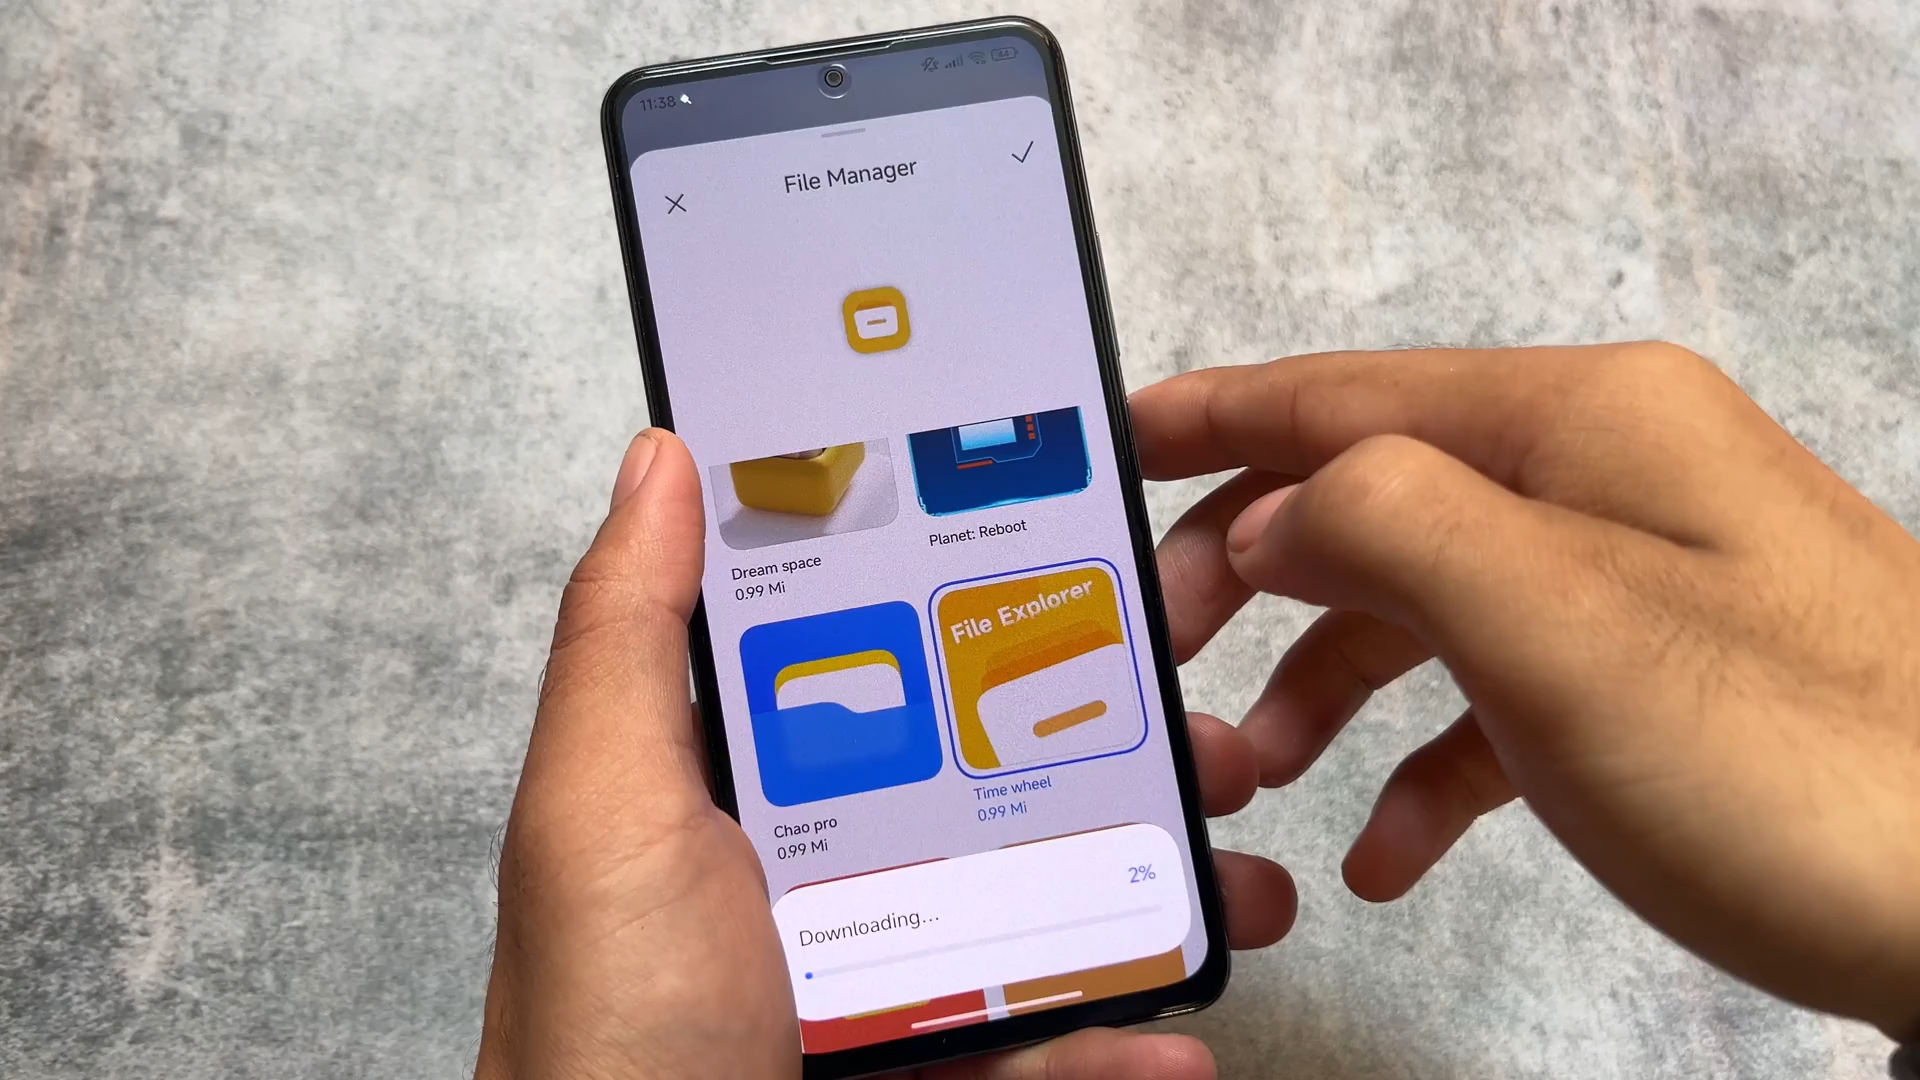 11:38
44
File Manager
Planet: Reboot
Dream space
0.99 Mi
File Explorer
Time wheel
0.99 Mi
Chao pro
0.99 Mi
2%
Downloading...